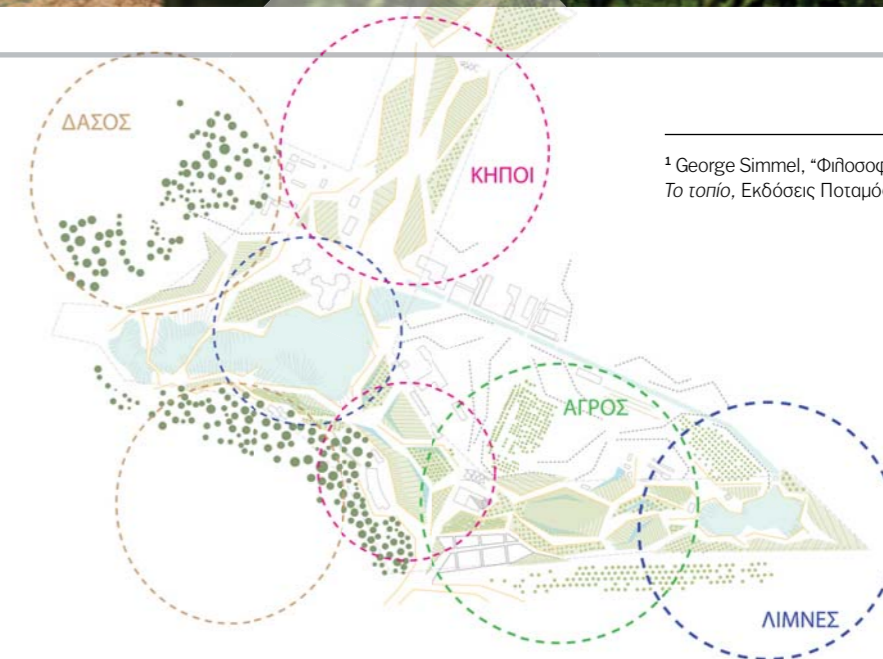 ΔΑΣΟΣ
ΚΗΠΟΙ
¹ George Simmel, “
Το τοπίο, Εκδόσεις
ΑΓΡΟΣ
ΛΙΜΝΕΣ